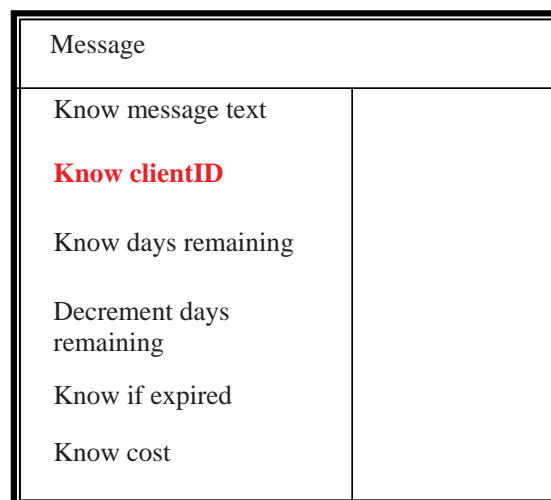 Message
Know message text
Know clientID
Know days remaining
Decrement days
remaining
Know if expired
Know cost